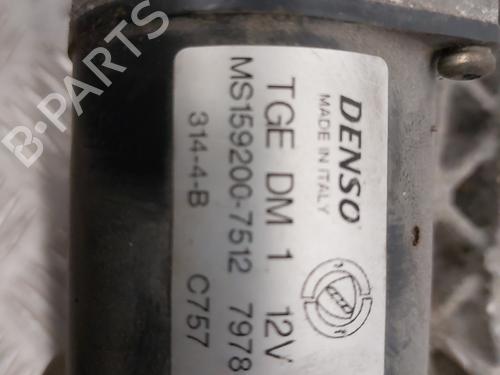 DENSO
MADE IN ITALY
TGE DM 1 12V
MS159200-7512 7978
314-4-B C757
B-PARTS